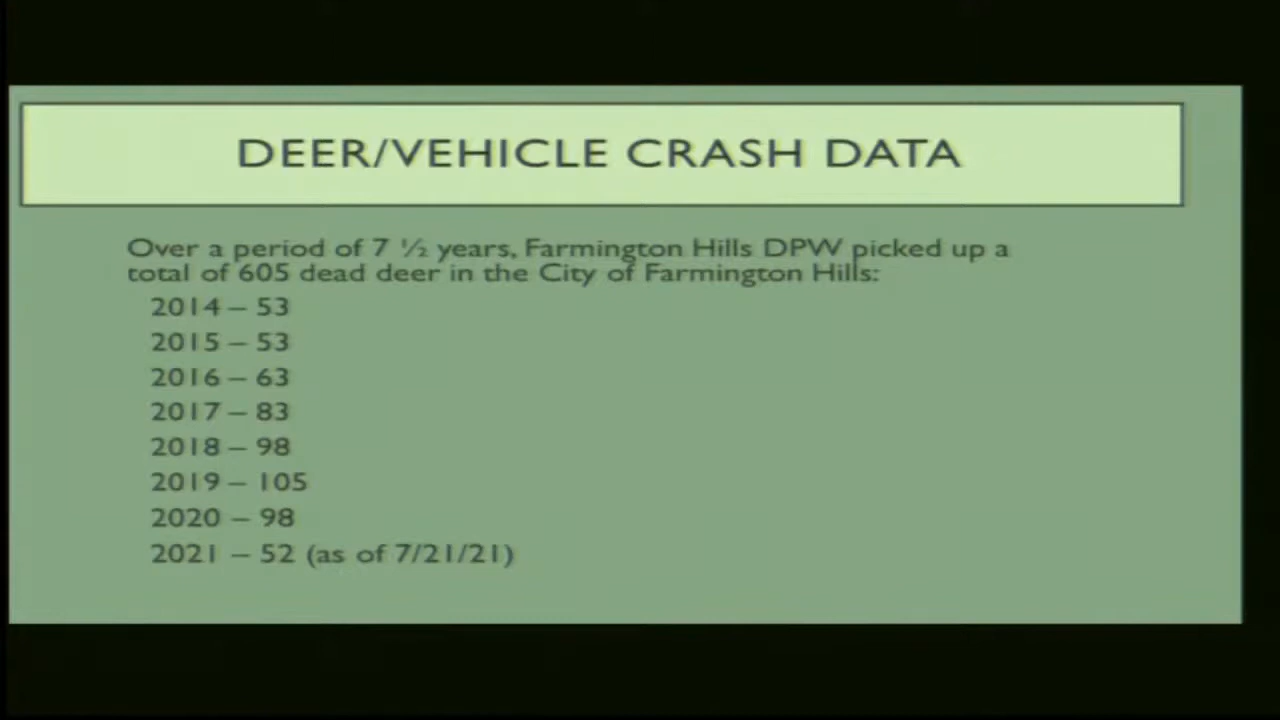 DEER/VEHICLE CRASH DATA
Over a period of 7 ½ years, Farmington Hills DPW picked up a
total of 605 dead deer in the City of Farmington Hills:
2014 – 53
2015 – 53
2016 – 63
2017 – 83
2018 – 98
2019 – 105
2020 – 98
2021 – 52 (as of 7/21/21)